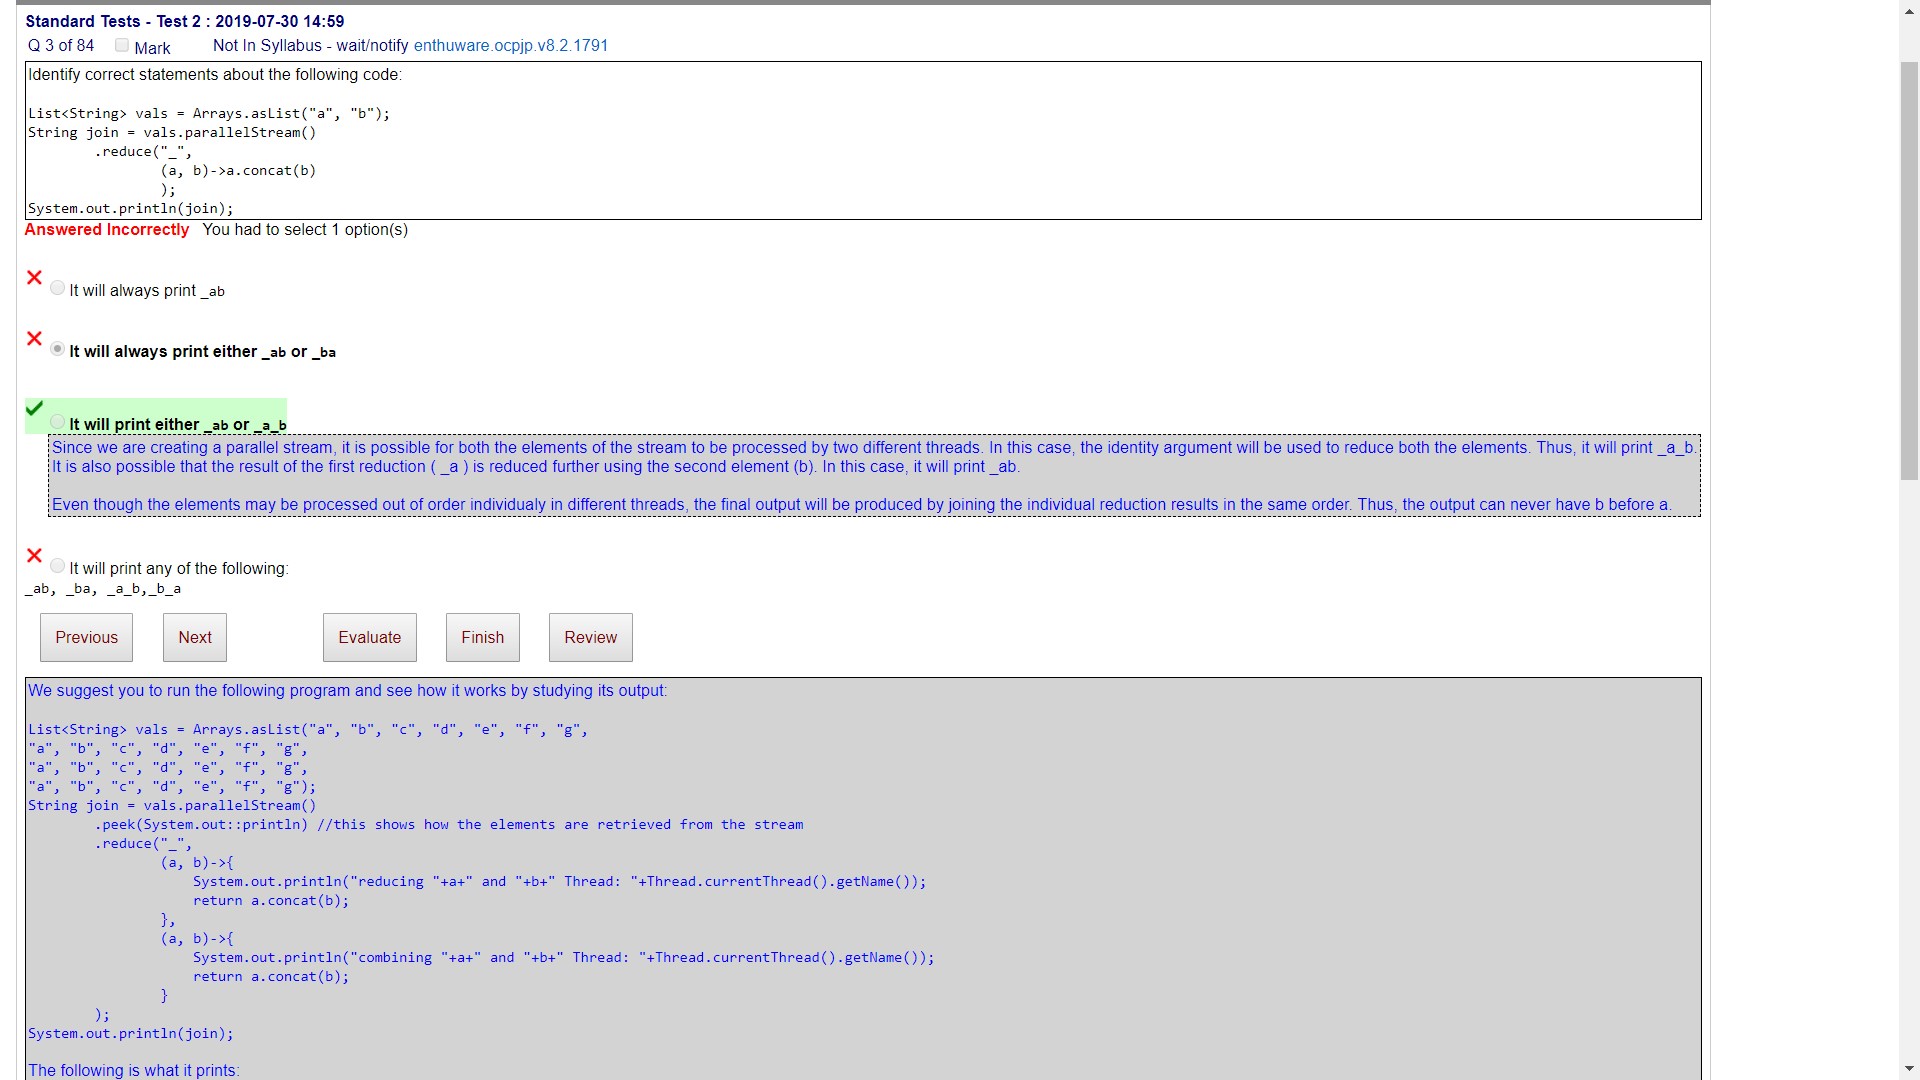 Standard Tests - Test 2 : 2019-07-30 14:59
Q 3 of 84 Mark Not In Syllabus - wait/notify enthuware.ocpjp.v8.2.1791
Identify correct statements about the following code:
List<String> vals = Arrays.asList("a", "b");
String join = vals.parallelStream()
.reduce("_",
(a, b)->a.concat(b)
);
System.out.println(join);
Answered Incorrectly You had to select 1 option(s)
It will always print _ab
It will always print either _ab or _ba
It will print either _ab or _a_b
Since we are creating a parallel stream, it is possible for both the elements of the stream to be processed by two different threads. In this case, the identity argument will be used to reduce both the elements. Thus, it will print _a_b.
It is also possible that the result of the first reduction ( _a ) is reduced further using the second element (b). In this case, it will print _ab.
Even though the elements may be processed out of order individualy in different threads, the final output will be produced by joining the individual reduction results in the same order. Thus, the output can never have b before a.
It will print any of the following:
_ab, _ba, _a_b,_b_a
Previous Next Evaluate Finish Review
We suggest you to run the following program and see how it works by studying its output:
List<String> vals = Arrays.asList("a", "b", "c", "d", "e", "f", "g",
"a", "b", "c", "d", "e", "f", "g",
"a", "b", "c", "d", "e", "f", "g",
"a", "b", "c", "d", "e", "f", "g");
String join = vals.parallelStream()
.peek(System.out::println) //this shows how the elements are retrieved from the stream
.reduce("_",
(a, b)->{
System.out.println("reducing "+a+" and "+b+" Thread: "+Thread.currentThread().getName());
return a.concat(b);
},
(a, b)->{
System.out.println("combining "+a+" and "+b+" Thread: "+Thread.currentThread().getName());
return a.concat(b);
}
);
System.out.println(join);
The following is what it prints: